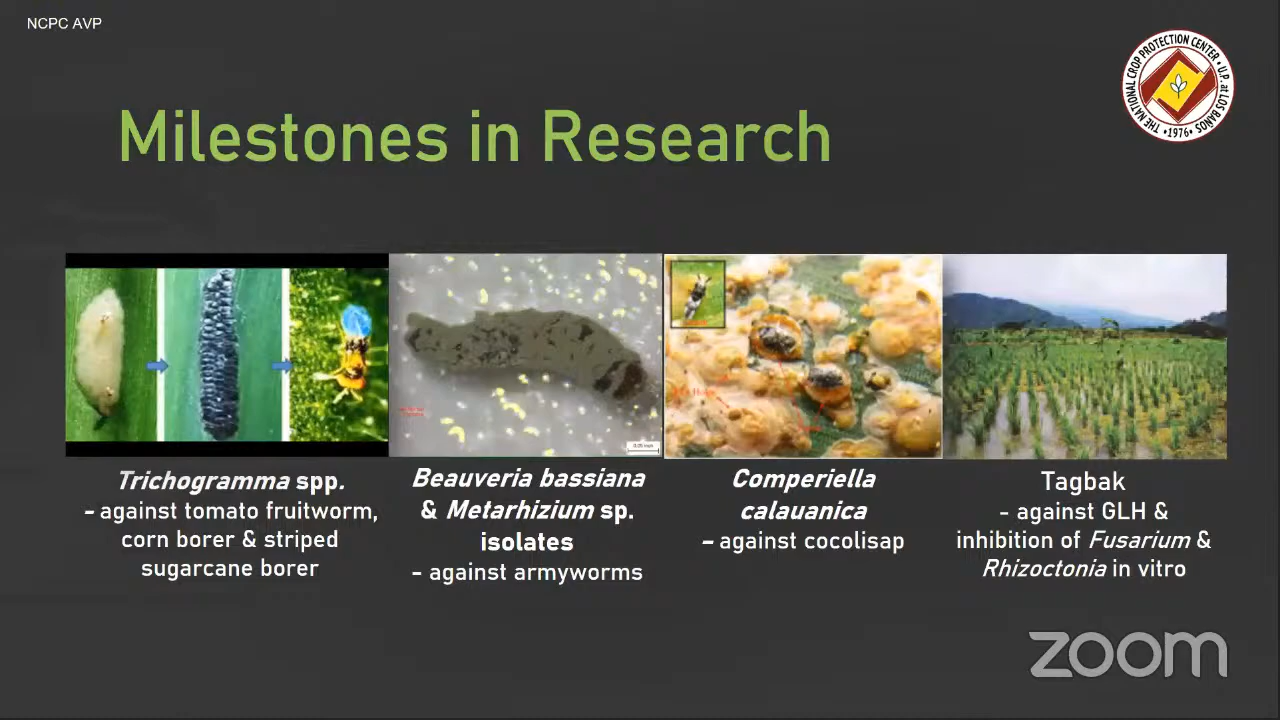 NCPC AVP
THE NATIONAL CROP PROTECTION CENTER • U.P. at LOS BAÑOS
•1976•
Milestones in Research
Trichogramma spp.
- against tomato fruitworm,
corn borer & striped
sugarcane borer
Beauveria bassiana
& Metarhizium sp.
isolates
- against armyworms
Comperiella
calauanica
- against cocolisap
Tagbak
- against GLH &
inhibition of Fusarium &
Rhizoctonia in vitro
zoom